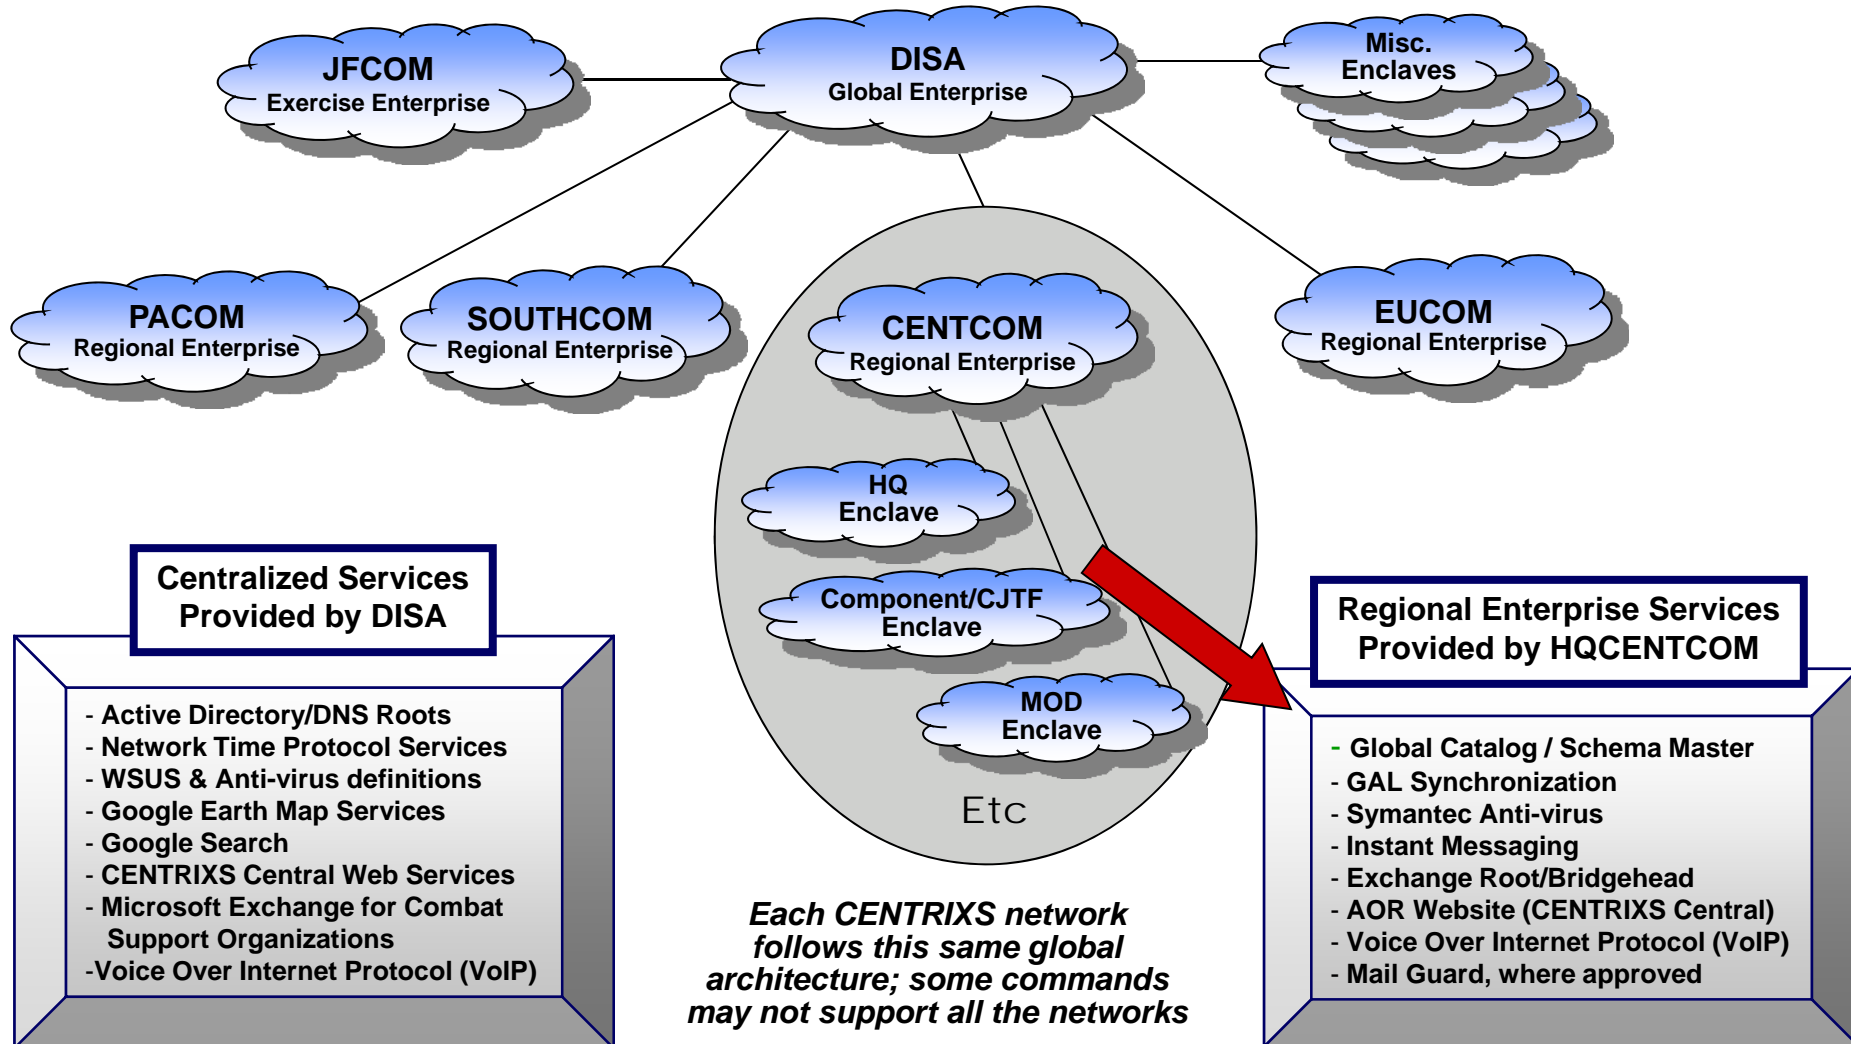 JFCOM
Exercise Enterprise
DISA
Global Enterprise
Misc.
Enclaves
PACOM
Regional Enterprise
SOUTHCOM
Regional Enterprise
CENTCOM
Regional Enterprise
EUCOM
Regional Enterprise
HQ
Enclave
Component/CJTF
Enclave
MOD
Enclave
Etc
Centralized Services
Provided by DISA
- Active Directory/DNS Roots
- Network Time Protocol Services
- WSUS & Anti-virus definitions
- Google Earth Map Services
- Google Search
- CENTRIXS Central Web Services
- Microsoft Exchange for Combat
Support Organizations
-Voice Over Internet Protocol (VoIP)
Each CENTRIXS network
follows this same global
architecture; some commands
may not support all the networks
Regional Enterprise Services
Provided by HQCENTCOM
- Global Catalog / Schema Master
- GAL Synchronization
- Symantec Anti-virus
- Instant Messaging
- Exchange Root/Bridgehead
- AOR Website (CENTRIXS Central)
- Voice Over Internet Protocol (VoIP)
- Mail Guard, where approved